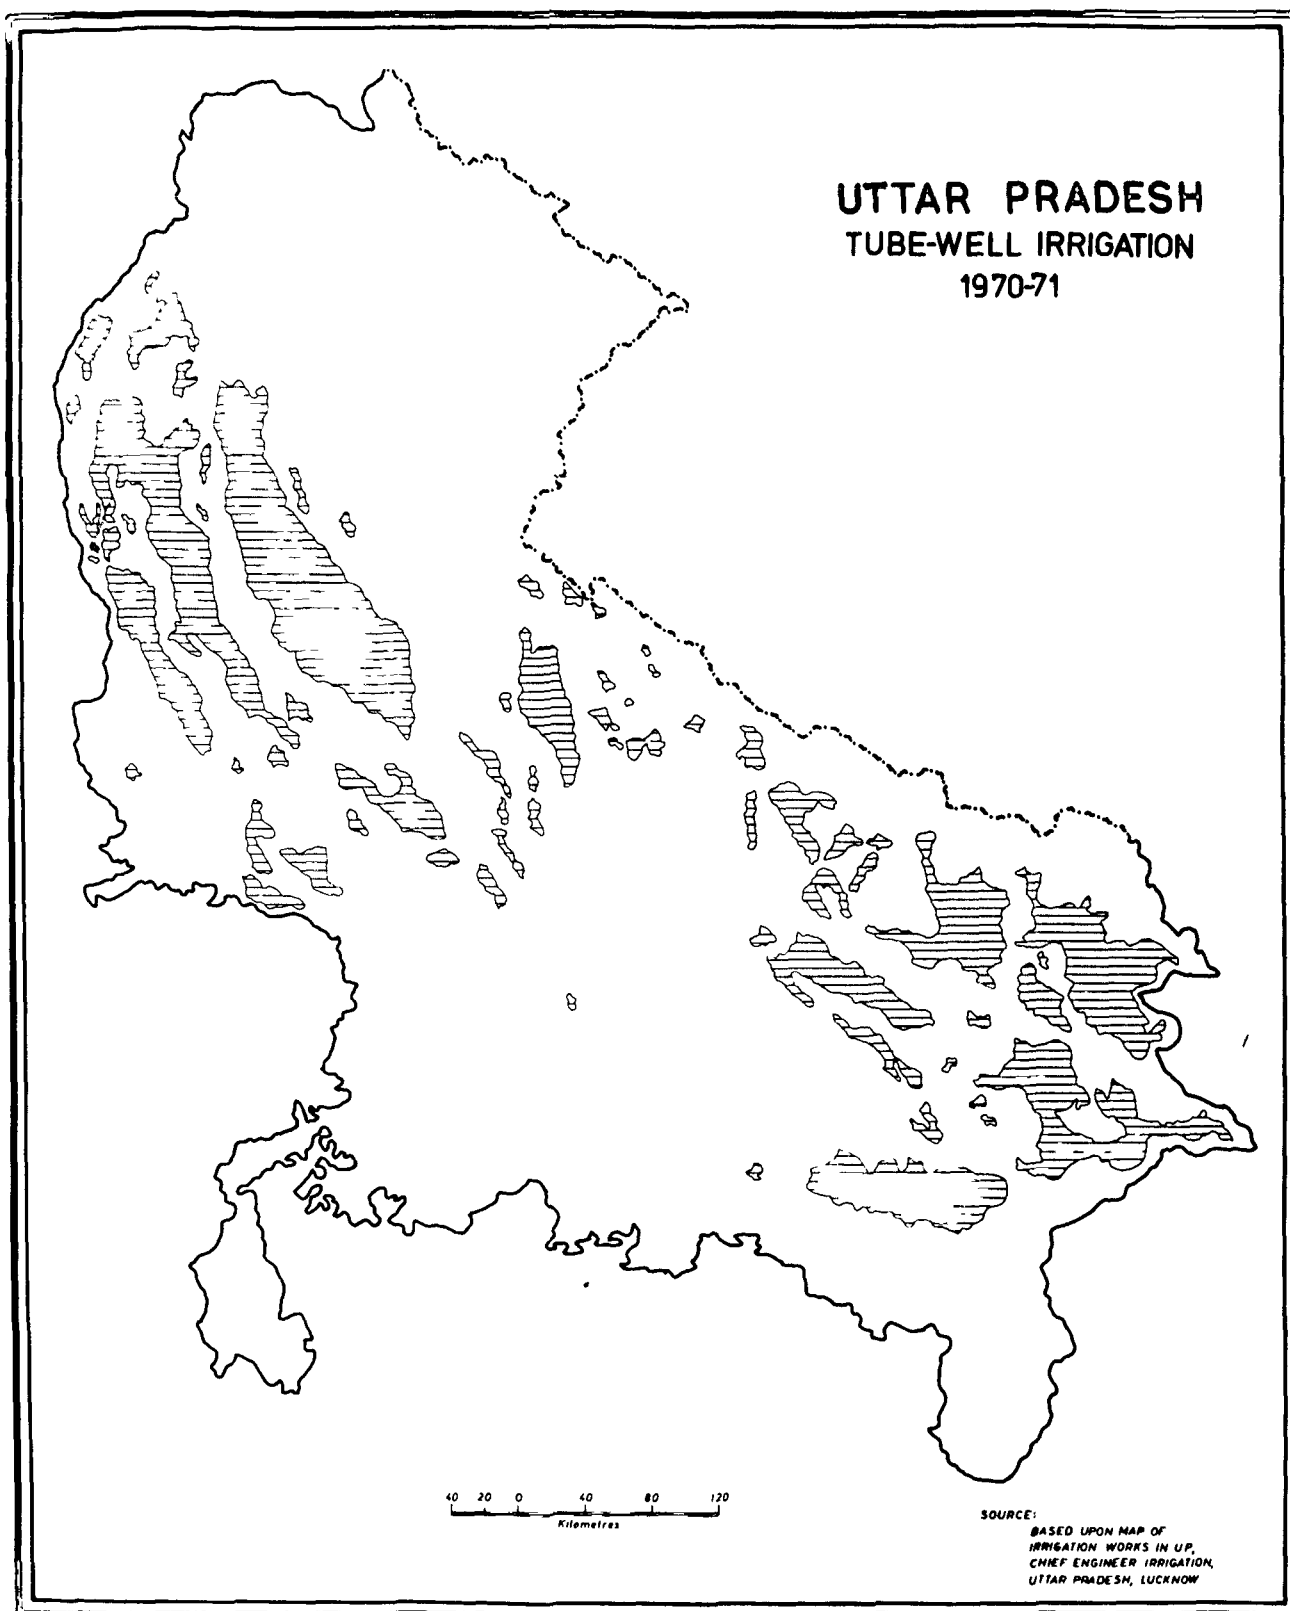 UTTAR PRADESH
TUBE-WELL IRRIGATION
1970-71
40 20 0 40 80 120
Kilometres
SOURCE:
BASED UPON MAP OF
IRRIGATION WORKS IN UP,
CHIEF ENGINEER IRRIGATION,
UTTAR PRADESH, LUCKNOW